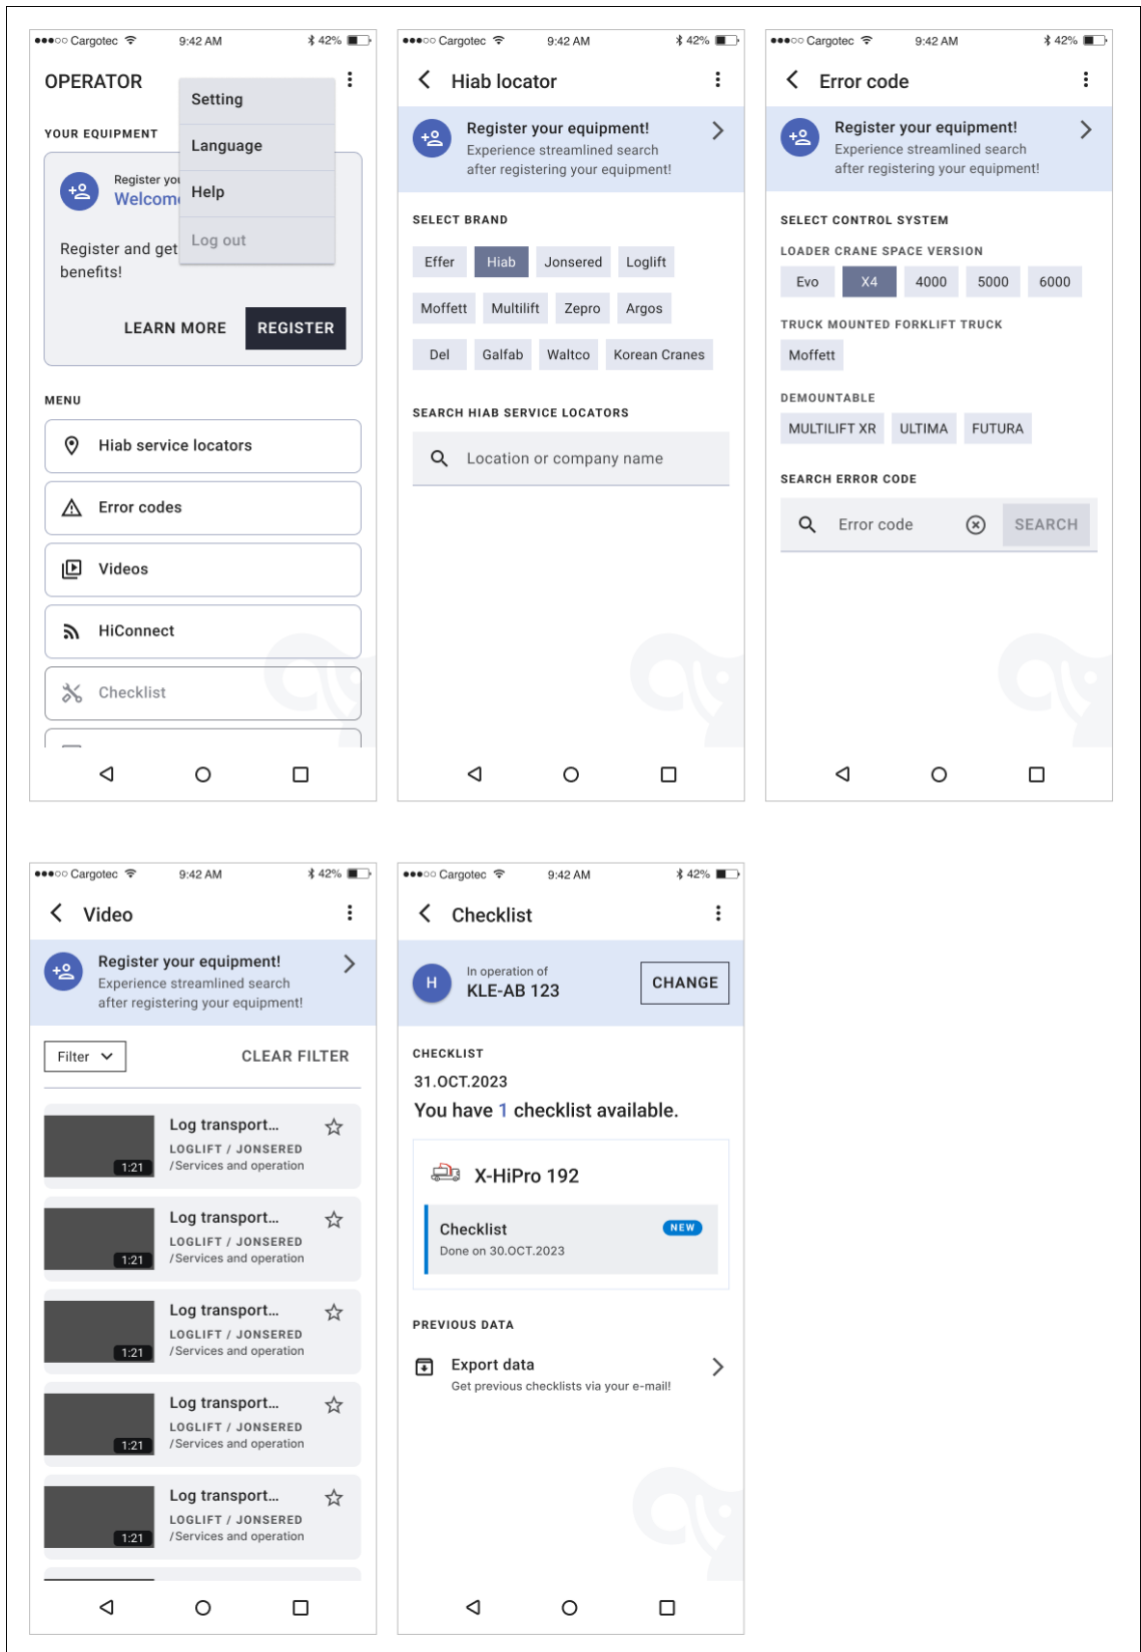 Cargotec 9:42 AM 42%
OPERATOR
Setting
Language
Help
Log out
YOUR EQUIPMENT
Register you
Welcom
Register and get
benefits!
LEARN MORE REGISTER
MENU
Hiab service locators
Error codes
Videos
HiConnect
Checklist
Cargotec 9:42 AM 42%
Hiab locator
Register your equipment!
Experience streamlined search
after registering your equipment!
SELECT BRAND
Effer Hiab Jonsered Loglift
Moffett Multilift Zepro Argos
Del Galfab Waltco Korean Cranes
SEARCH HIAB SERVICE LOCATORS
Location or company name
Cargotec 9:42 AM 42%
Error code
Register your equipment!
Experience streamlined search
after registering your equipment!
SELECT CONTROL SYSTEM
LOADER CRANE SPACE VERSION
Evo X4 4000 5000 6000
TRUCK MOUNTED FORKLIFT TRUCK
Moffett
DEMOUNTABLE
MULTILIFT XR ULTIMA FUTURA
SEARCH ERROR CODE
Error code SEARCH
Cargotec 9:42 AM 42%
Video
Register your equipment!
Experience streamlined search
after registering your equipment!
Filter CLEAR FILTER
Log transport...
LOGLIFT / JONSERED
1:21 /Services and operation
Log transport...
LOGLIFT / JONSERED
1:21 /Services and operation
Log transport...
LOGLIFT / JONSERED
1:21 /Services and operation
Log transport...
LOGLIFT / JONSERED
1:21 /Services and operation
Log transport...
LOGLIFT / JONSERED
1:21 /Services and operation
Cargotec 9:42 AM 42%
Checklist
H In operation of
KLE-AB 123
CHANGE
CHECKLIST
31.OCT.2023
You have 1 checklist available.
X-HiPro 192
Checklist NEW
Done on 30.OCT.2023
PREVIOUS DATA
Export data
Get previous checklists via your e-mail!